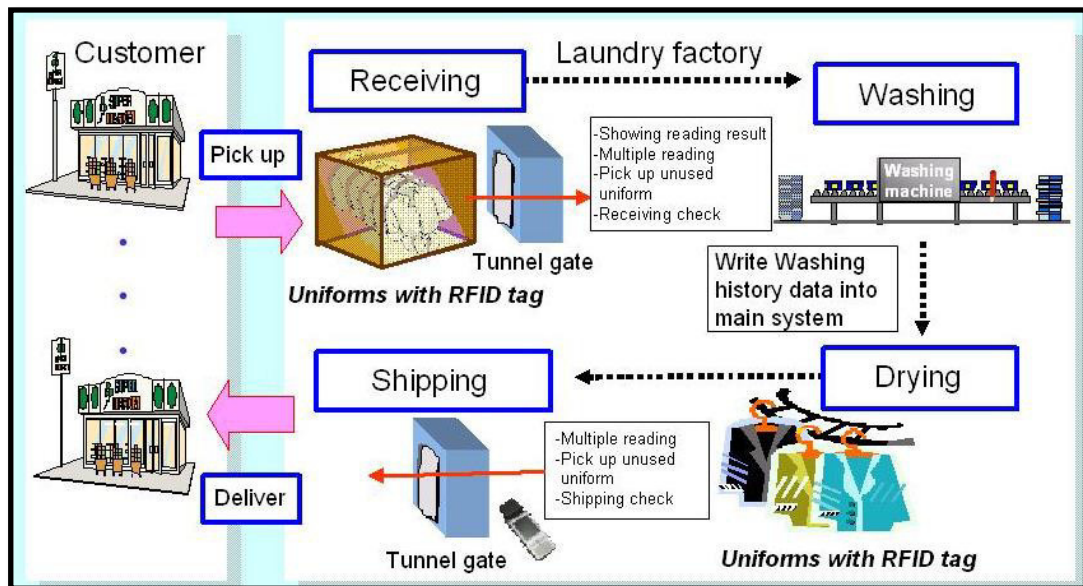 Customer
Laundry factory
Receiving
Washing
Pick up
-Showing reading result
-Multiple reading
-Pick up unused
uniform
-Receiving check
Washing
machine
Tunnel gate
Uniforms with RFID tag
Write Washing
history data into
main system
Shipping
Drying
-Multiple reading
-Pick up unused
uniform
-Shipping check
Deliver
Tunnel gate
Uniforms with RFID tag
SUPER